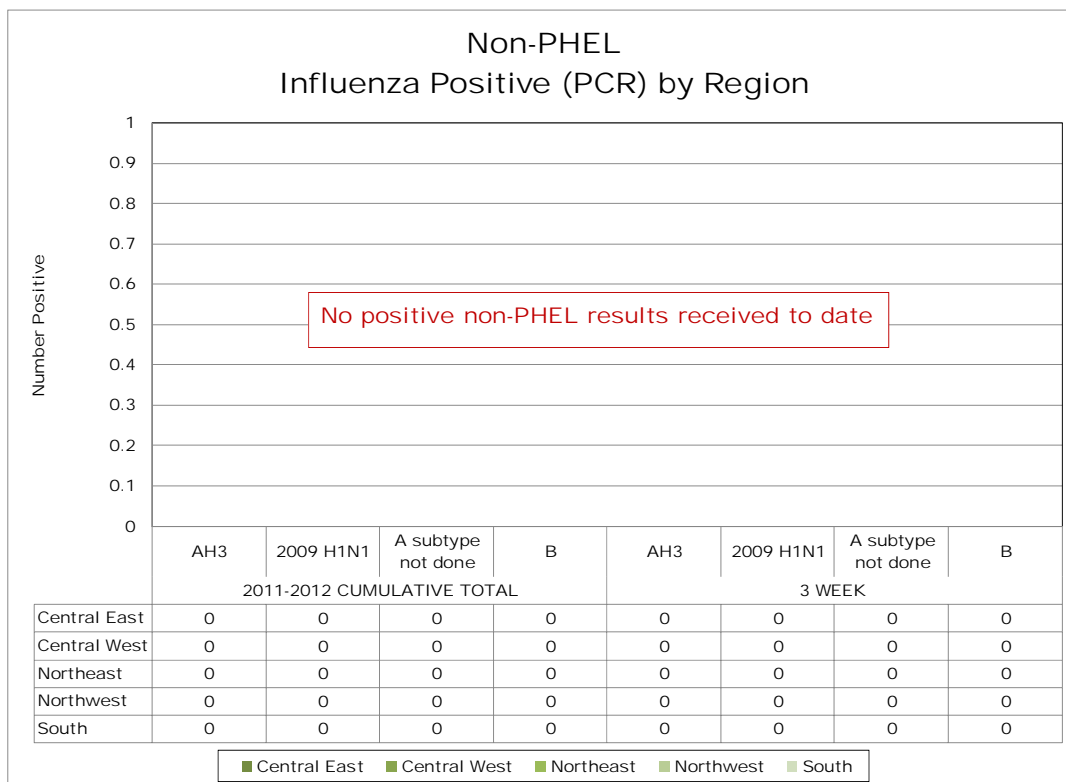 Non-PHEL
Influenza Positive (PCR) by Region
1
0.9
0.8
0.7
0.6
0.5
0.4
0.3
0.2
0.1
0
Number Positive
No positive non-PHEL results received to date
AH3 2009 H1N1 A subtype not done B AH3 2009 H1N1 A subtype not done B
2011-2012 CUMULATIVE TOTAL 3 WEEK
Central East 0 0 0 0 0 0 0 0
Central West 0 0 0 0 0 0 0 0
Northeast 0 0 0 0 0 0 0 0
Northwest 0 0 0 0 0 0 0 0
South 0 0 0 0 0 0 0 0
Central East Central West Northeast Northwest South